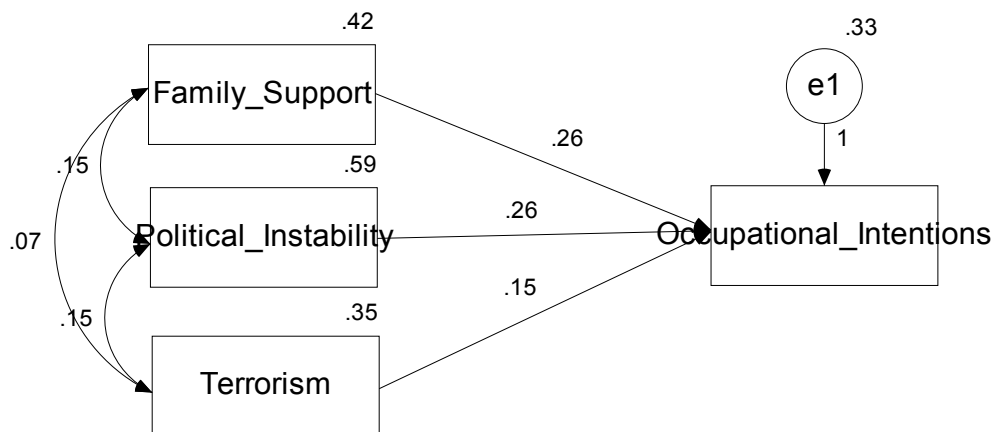 .42
.33
Family_Support
e1
.26
1
.15
.59
Political_Instability
.26
Occupational_Intentions
.07
.15
.15
.35
Terrorism